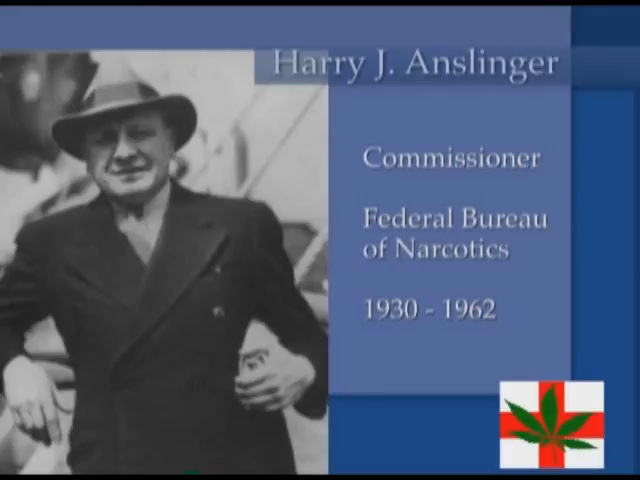 Harry J. Anslinger
Commissioner
Federal Bureau
of Narcotics
1930 - 1962